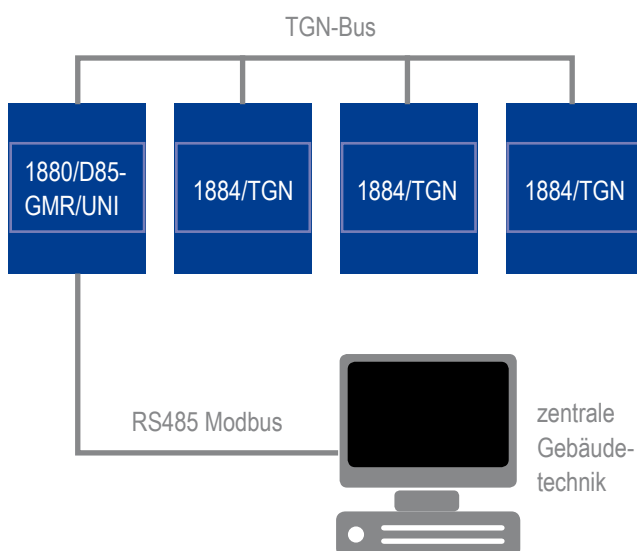 TGN-Bus
1880/D85-
GMR/UNI
1884/TGN
1884/TGN
1884/TGN
RS485 Modbus
zentrale
Gebäude-
technik